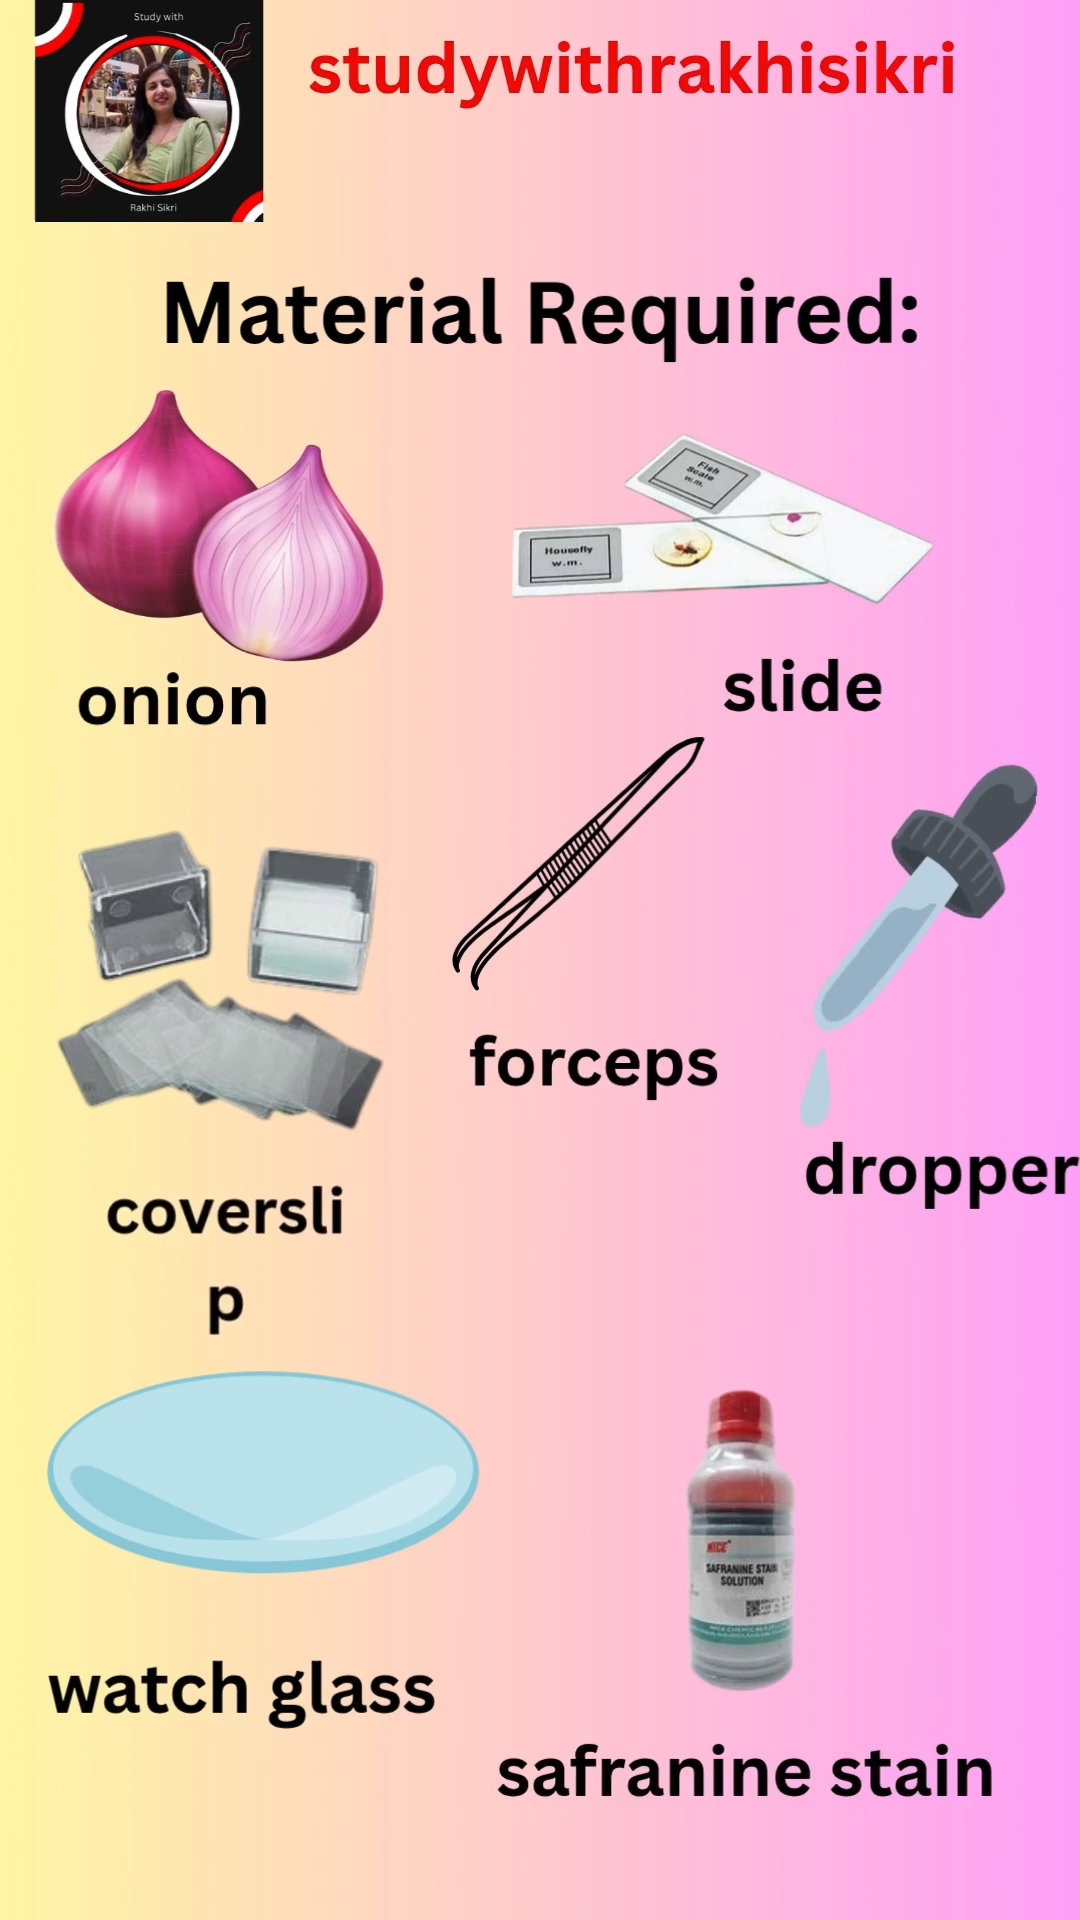 Study with
Rakhi Sikri
studywithrakhisikri
Material Required:
Fish
Scale
w.m.
Housefly
w.m.
onion
slide
forceps
dropper
coversli
p
NICE
SAFRANINE STAIN
SOLUTION
watch glass
safranine stain